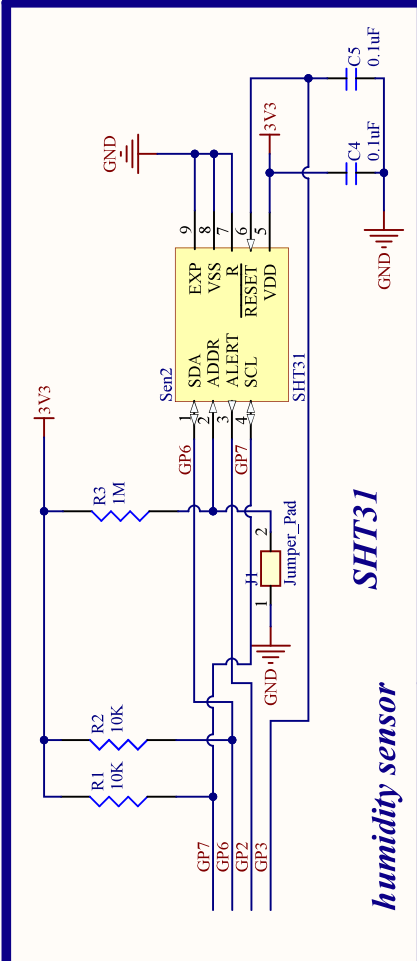 humidity sensor
SHT31
GP7
GP6
GP2
GP3
R1
10K
R2
10K
R3
1M
3V3
J1
1
2
Jumper_Pad
GND
Sen2
SHT31
GP6
GP7
1
2
3
4
SDA
ADDR
ALERT
SCL
EXP
VSS
R
RESET
VDD
9
8
7
6
5
GND
3V3
C4
0.1uF
C5
0.1uF
GND